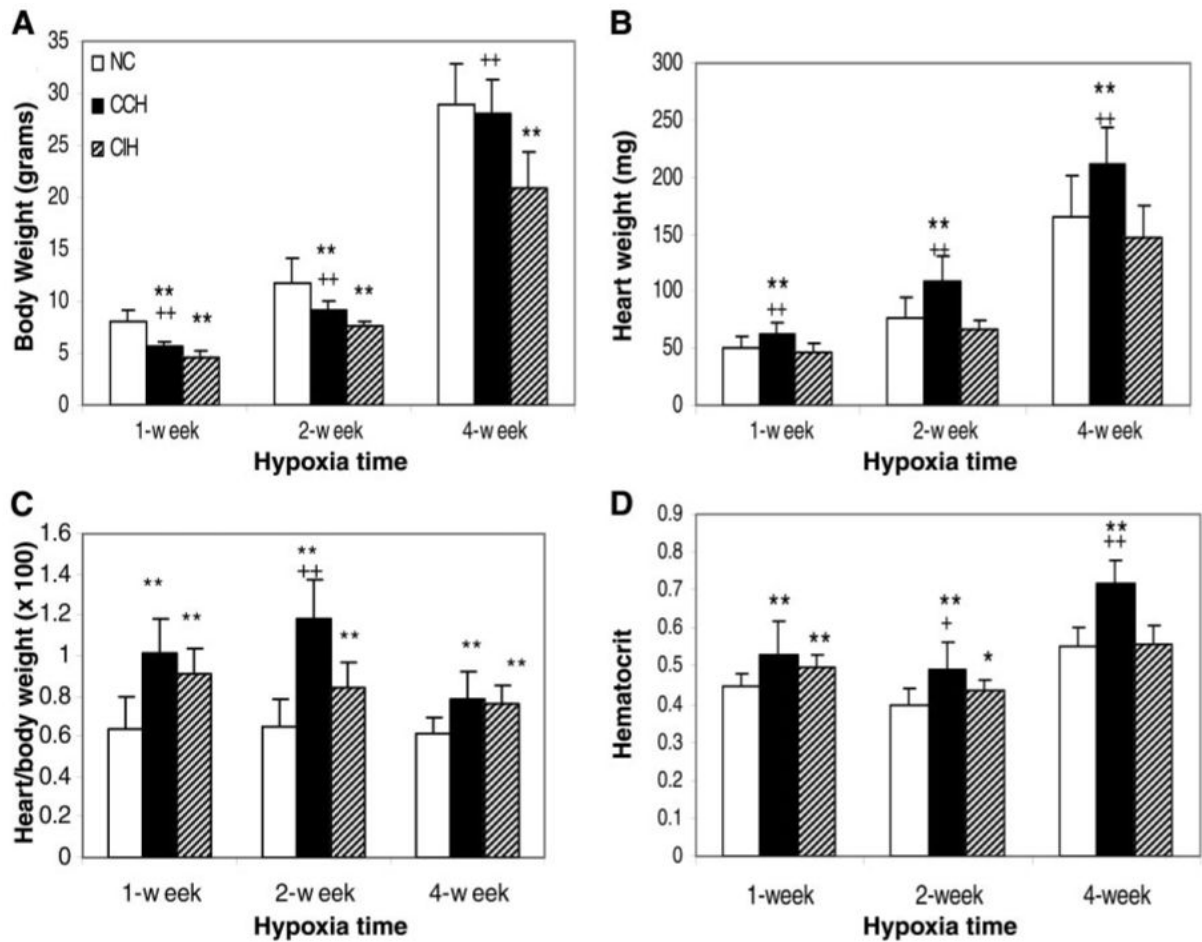 A
35
30
25
20
15
10
5
0
Body Weight (grams)
NC
CCH
CIH
** ++ **
** ++ **
++ **
1-week 2-week 4-week
Hypoxia time
B
300
250
200
150
100
50
0
Heart weight (mg)
** ++
** ++
** ++
1-week 2-week 4-week
Hypoxia time
C
1.6
1.4
1.2
1
0.8
0.6
0.4
0.2
0
Heart/body weight (x 100)
** **
** ++ **
** **
1-week 2-week 4-week
Hypoxia time
D
0.9
0.8
0.7
0.6
0.5
0.4
0.3
0.2
0.1
0
Hematocrit
** **
** + *
** ++
1-week 2-week 4-week
Hypoxia time